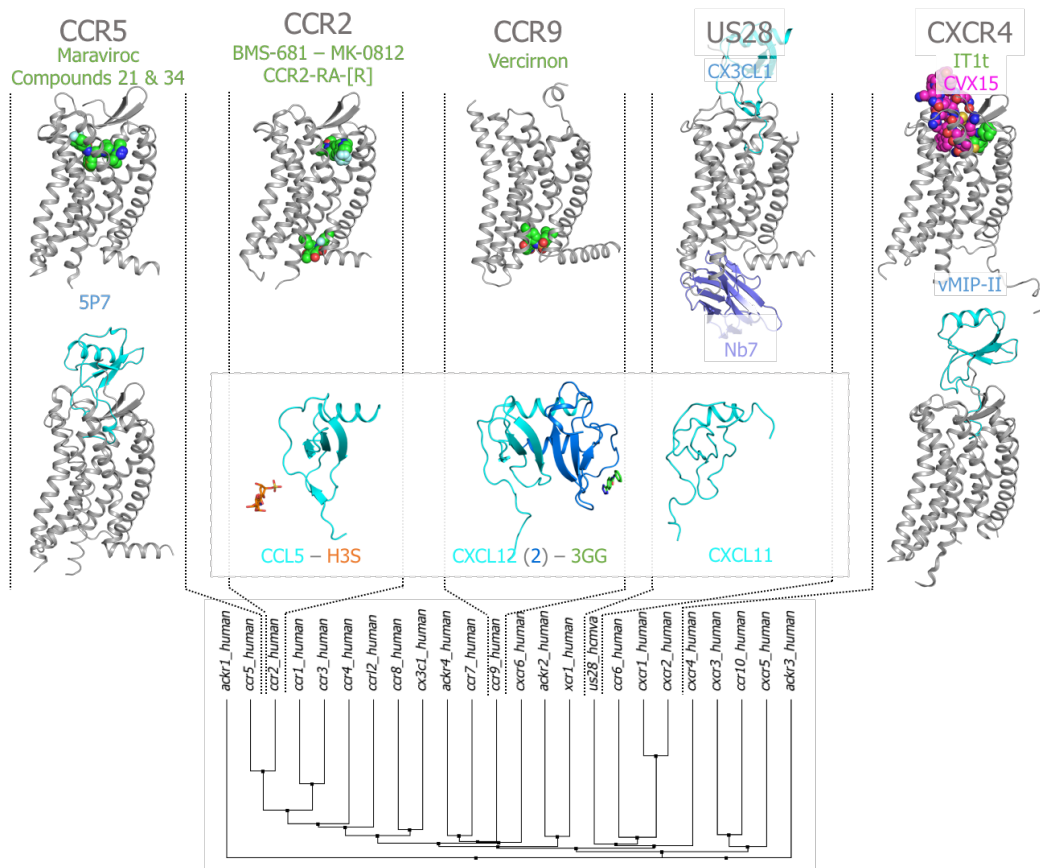 CCR5
Maraviroc
Compounds 21 & 34
CCR2
BMS-681 – MK-0812
CCR2-RA-[R]
CCR9
Vercirnon
US28
CX3CL1
CXCR4
IT1t
CVX15
5P7
Nb7
vMIP-II
CCL5 – H3S
CXCL12 (2) – 3GG
CXCL11
ackr1_human
ccr5_human
ccr2_human
ccr1_human
ccr3_human
ccr4_human
ccrl2_human
ccr8_human
cx3c1_human
ackr4_human
ccr7_human
ccr9_human
cxcr6_human
ackr2_human
xcr1_human
us28_hcmva
ccr6_human
cxcr1_human
cxcr2_human
cxcr4_human
cxcr3_human
ccr10_human
cxcr5_human
ackr3_human